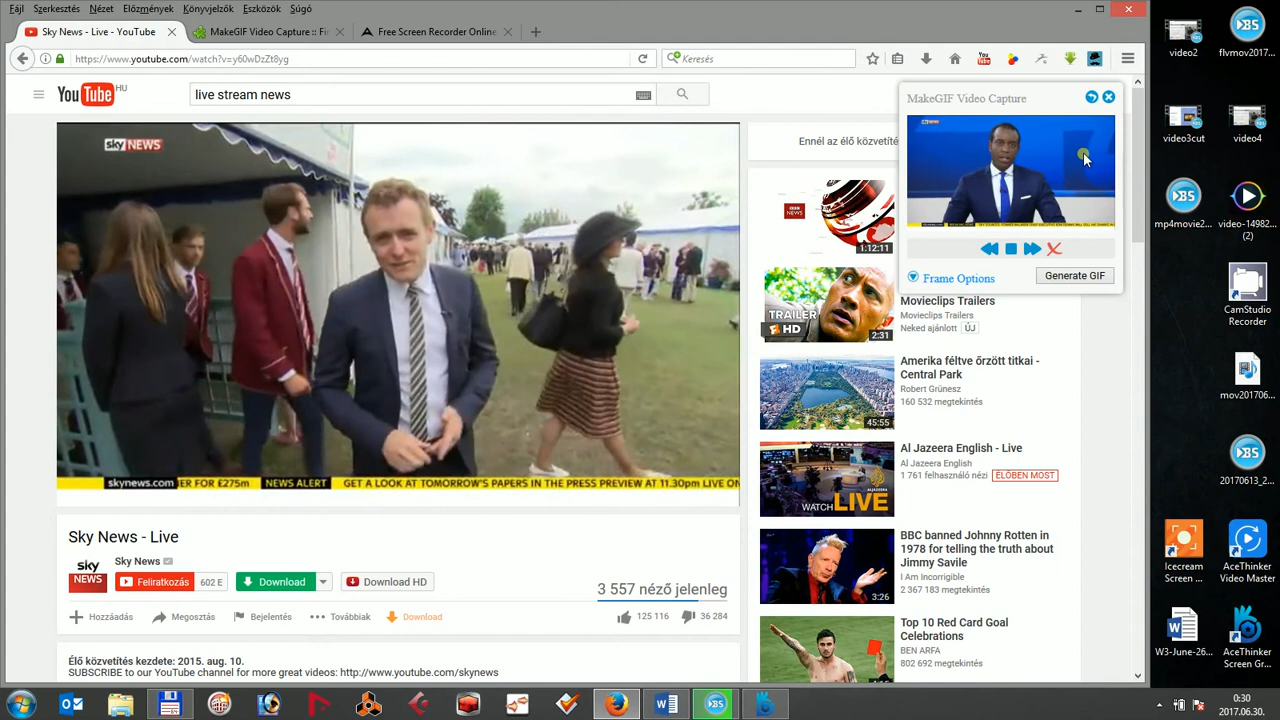 Fájl Szerkesztés Nézet Előzmények Könyvjelzők Eszközök Súgó
Sky News - Live - YouTube
MakeGIF Video Capture :: Fi
Free Screen Recorder Online
https://www.youtube.com/watch?v=y60wDzZt8yg
Keresés
YouTube HU
live stream news
sky NEWS
skynews.com
ER FOR £275m
NEWS ALERT
GET A LOOK AT TOMORROW'S PAPERS IN THE PRESS PREVIEW AT 11.30pm LIVE ON
Ennél az élő közvetíté
MakeGIF Video Capture
Frame Options
Generate GIF
BBC NEWS
1:12:11
TRAILER
HD
2:31
Movieclips Trailers
Movieclips Trailers
Neked ajánlott ÚJ
45:55
Amerika féltve őrzött titkai -
Central Park
Robert Grünesz
160 532 megtekintés
WATCH LIVE
Al Jazeera English - Live
Al Jazeera English
1 761 felhasználó nézi ÉLŐBEN MOST
3:26
BBC banned Johnny Rotten in
1978 for telling the truth about
Jimmy Savile
I Am Incorrigible
2 367 183 megtekintés
Top 10 Red Card Goal
Celebrations
BEN ARFA
802 692 megtekintés
Sky News - Live
sky NEWS
Sky News
Feliratkozás 602 E
Download
Download HD
3 557 néző jelenleg
Hozzáadás
Megosztás
Bejelentés
Továbbiak
Download
125 116
36 284
Élő közvetítés kezdete: 2015. aug. 10.
SUBSCRIBE to our YouTube channel for more great videos: http://www.youtube.com/skynews
video2
flvmov2017...
video3cut
video4
mp4movie2...
video-14982...
(2)
CamStudio
Recorder
mov201706...
20170613_2...
Icecream
Screen ...
AceThinker
Video Master
W3-June-26...
AceThinker
Screen Gr...
0:30
2017.06.30.